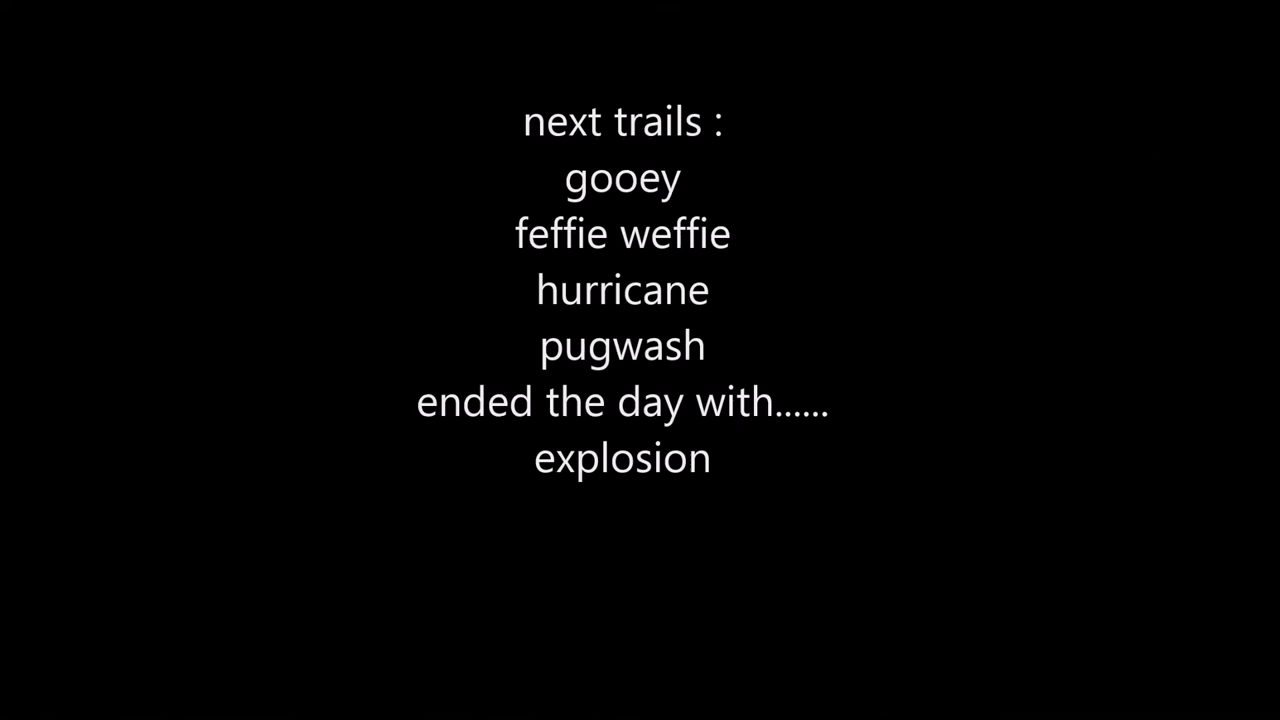 next trails :
gooey
feffie weffie
hurricane
pugwash
ended the day with......
explosion